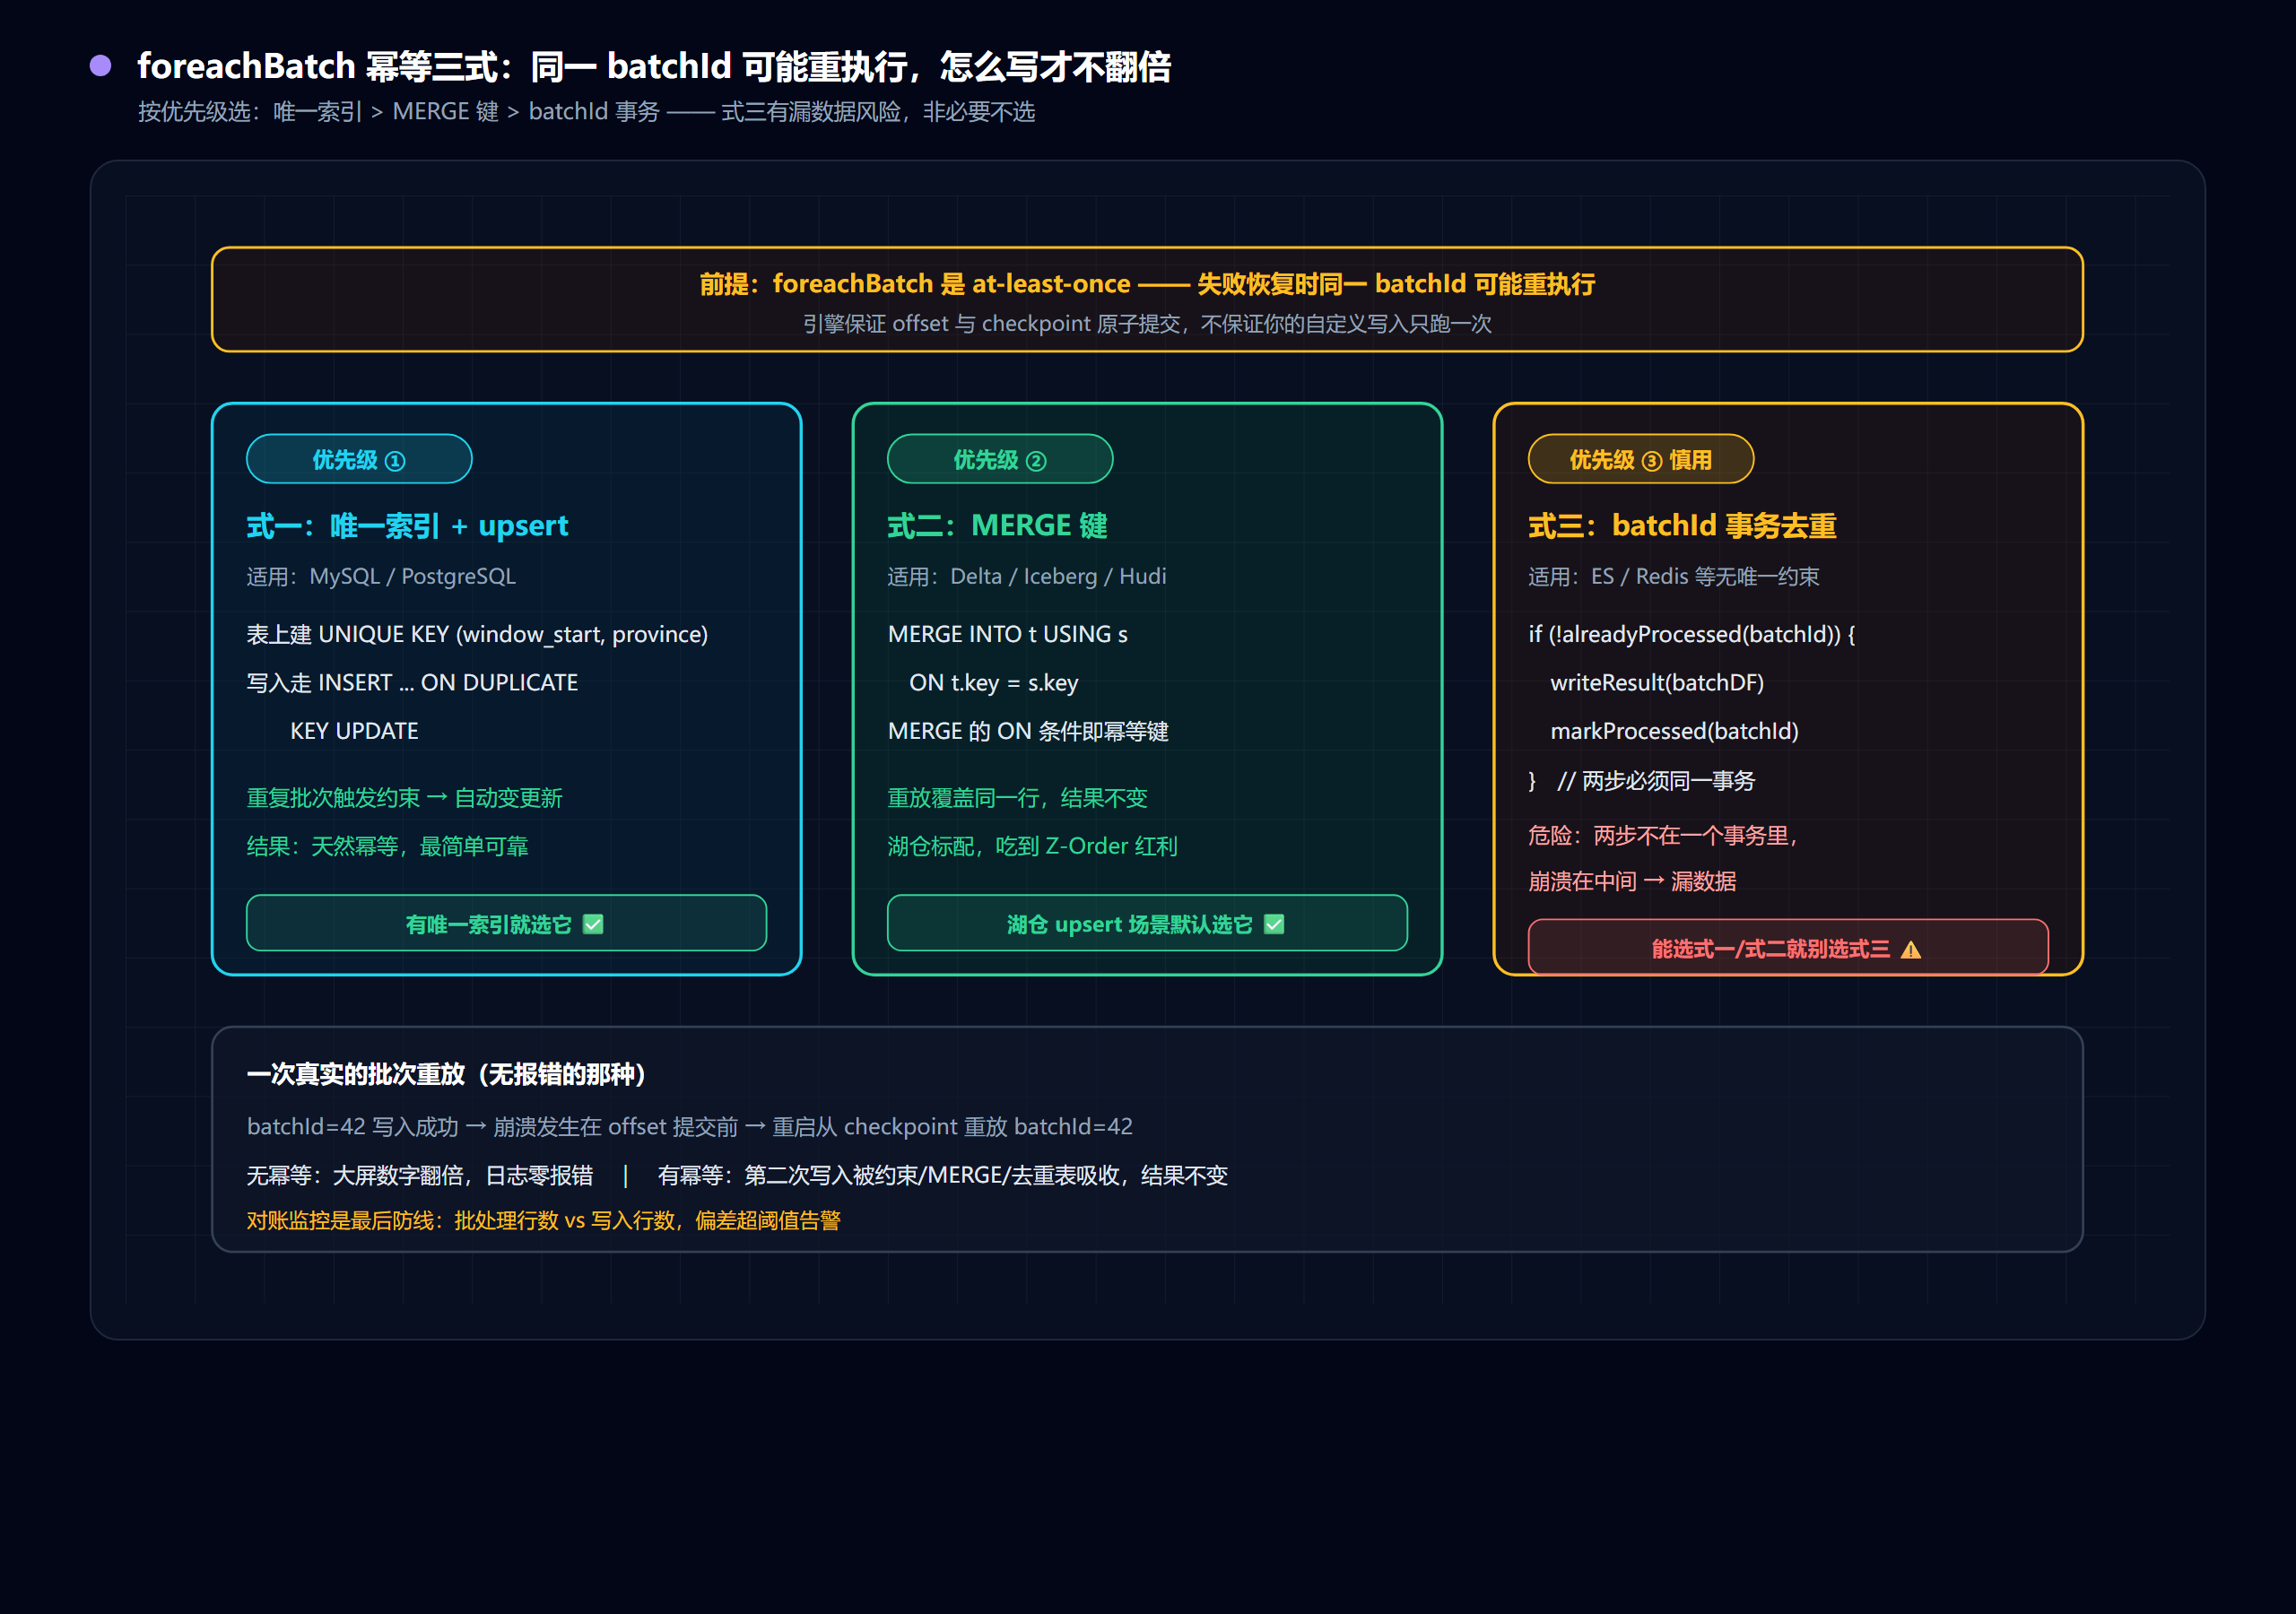 foreachBatch 幂等三式：同一 batchId 可能重执行，怎么写才不翻倍
按优先级选：唯一索引 > MERGE 键 > batchId 事务 —— 式三有漏数据风险，非必要不选
前提：foreachBatch 是 at-least-once —— 失败恢复时同一 batchId 可能重执行
引擎保证 offset 与 checkpoint 原子提交，不保证你的自定义写入只跑一次
优先级 ①
式一：唯一索引 + upsert
适用：MySQL / PostgreSQL
表上建 UNIQUE KEY (window_start, province)
写入走 INSERT ... ON DUPLICATE
KEY UPDATE
重复批次触发约束 → 自动变更新
结果：天然幂等，最简单可靠
有唯一索引就选它 ✅
优先级 ②
式二：MERGE 键
适用：Delta / Iceberg / Hudi
MERGE INTO t USING s
ON t.key = s.key
MERGE 的 ON 条件即幂等键
重放覆盖同一行，结果不变
湖仓标配，吃到 Z-Order 红利
湖仓 upsert 场景默认选它 ✅
优先级 ③ 慎用
式三：batchId 事务去重
适用：ES / Redis 等无唯一约束
if (!alreadyProcessed(batchId)) {
writeResult(batchDF)
markProcessed(batchId)
} // 两步必须同一事务
危险：两步不在一个事务里，
崩溃在中间 → 漏数据
能选式一/式二就别选式三 ⚠️
一次真实的批次重放（无报错的那种）
batchId=42 写入成功 → 崩溃发生在 offset 提交前 → 重启从 checkpoint 重放 batchId=42
无幂等：大屏数字翻倍，日志零报错 | 有幂等：第二次写入被约束/MERGE/去重表吸收，结果不变
对账监控是最后防线：批处理行数 vs 写入行数，偏差超阈值告警